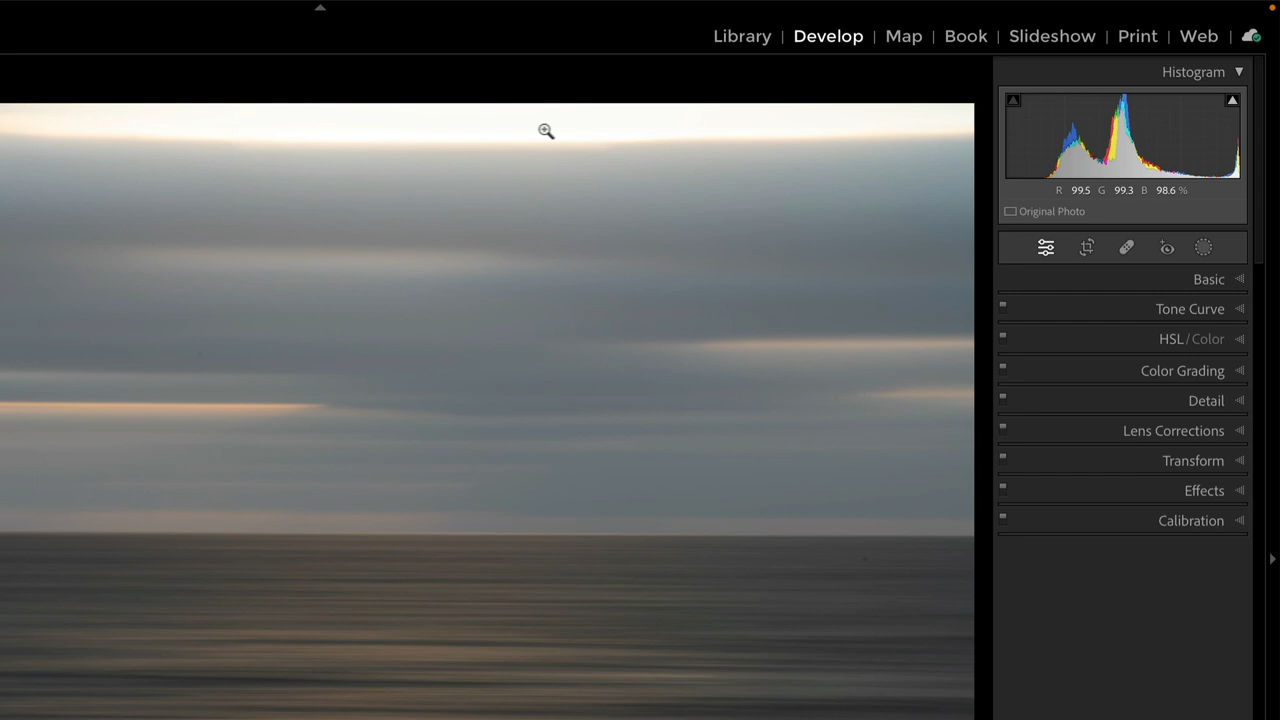 Library | Develop | Map | Book | Slideshow | Print | Web |
Histogram
R 99.5 G 99.3 B 98.6 %
Original Photo
Basic
Tone Curve
HSL / Color
Color Grading
Detail
Lens Corrections
Transform
Effects
Calibration